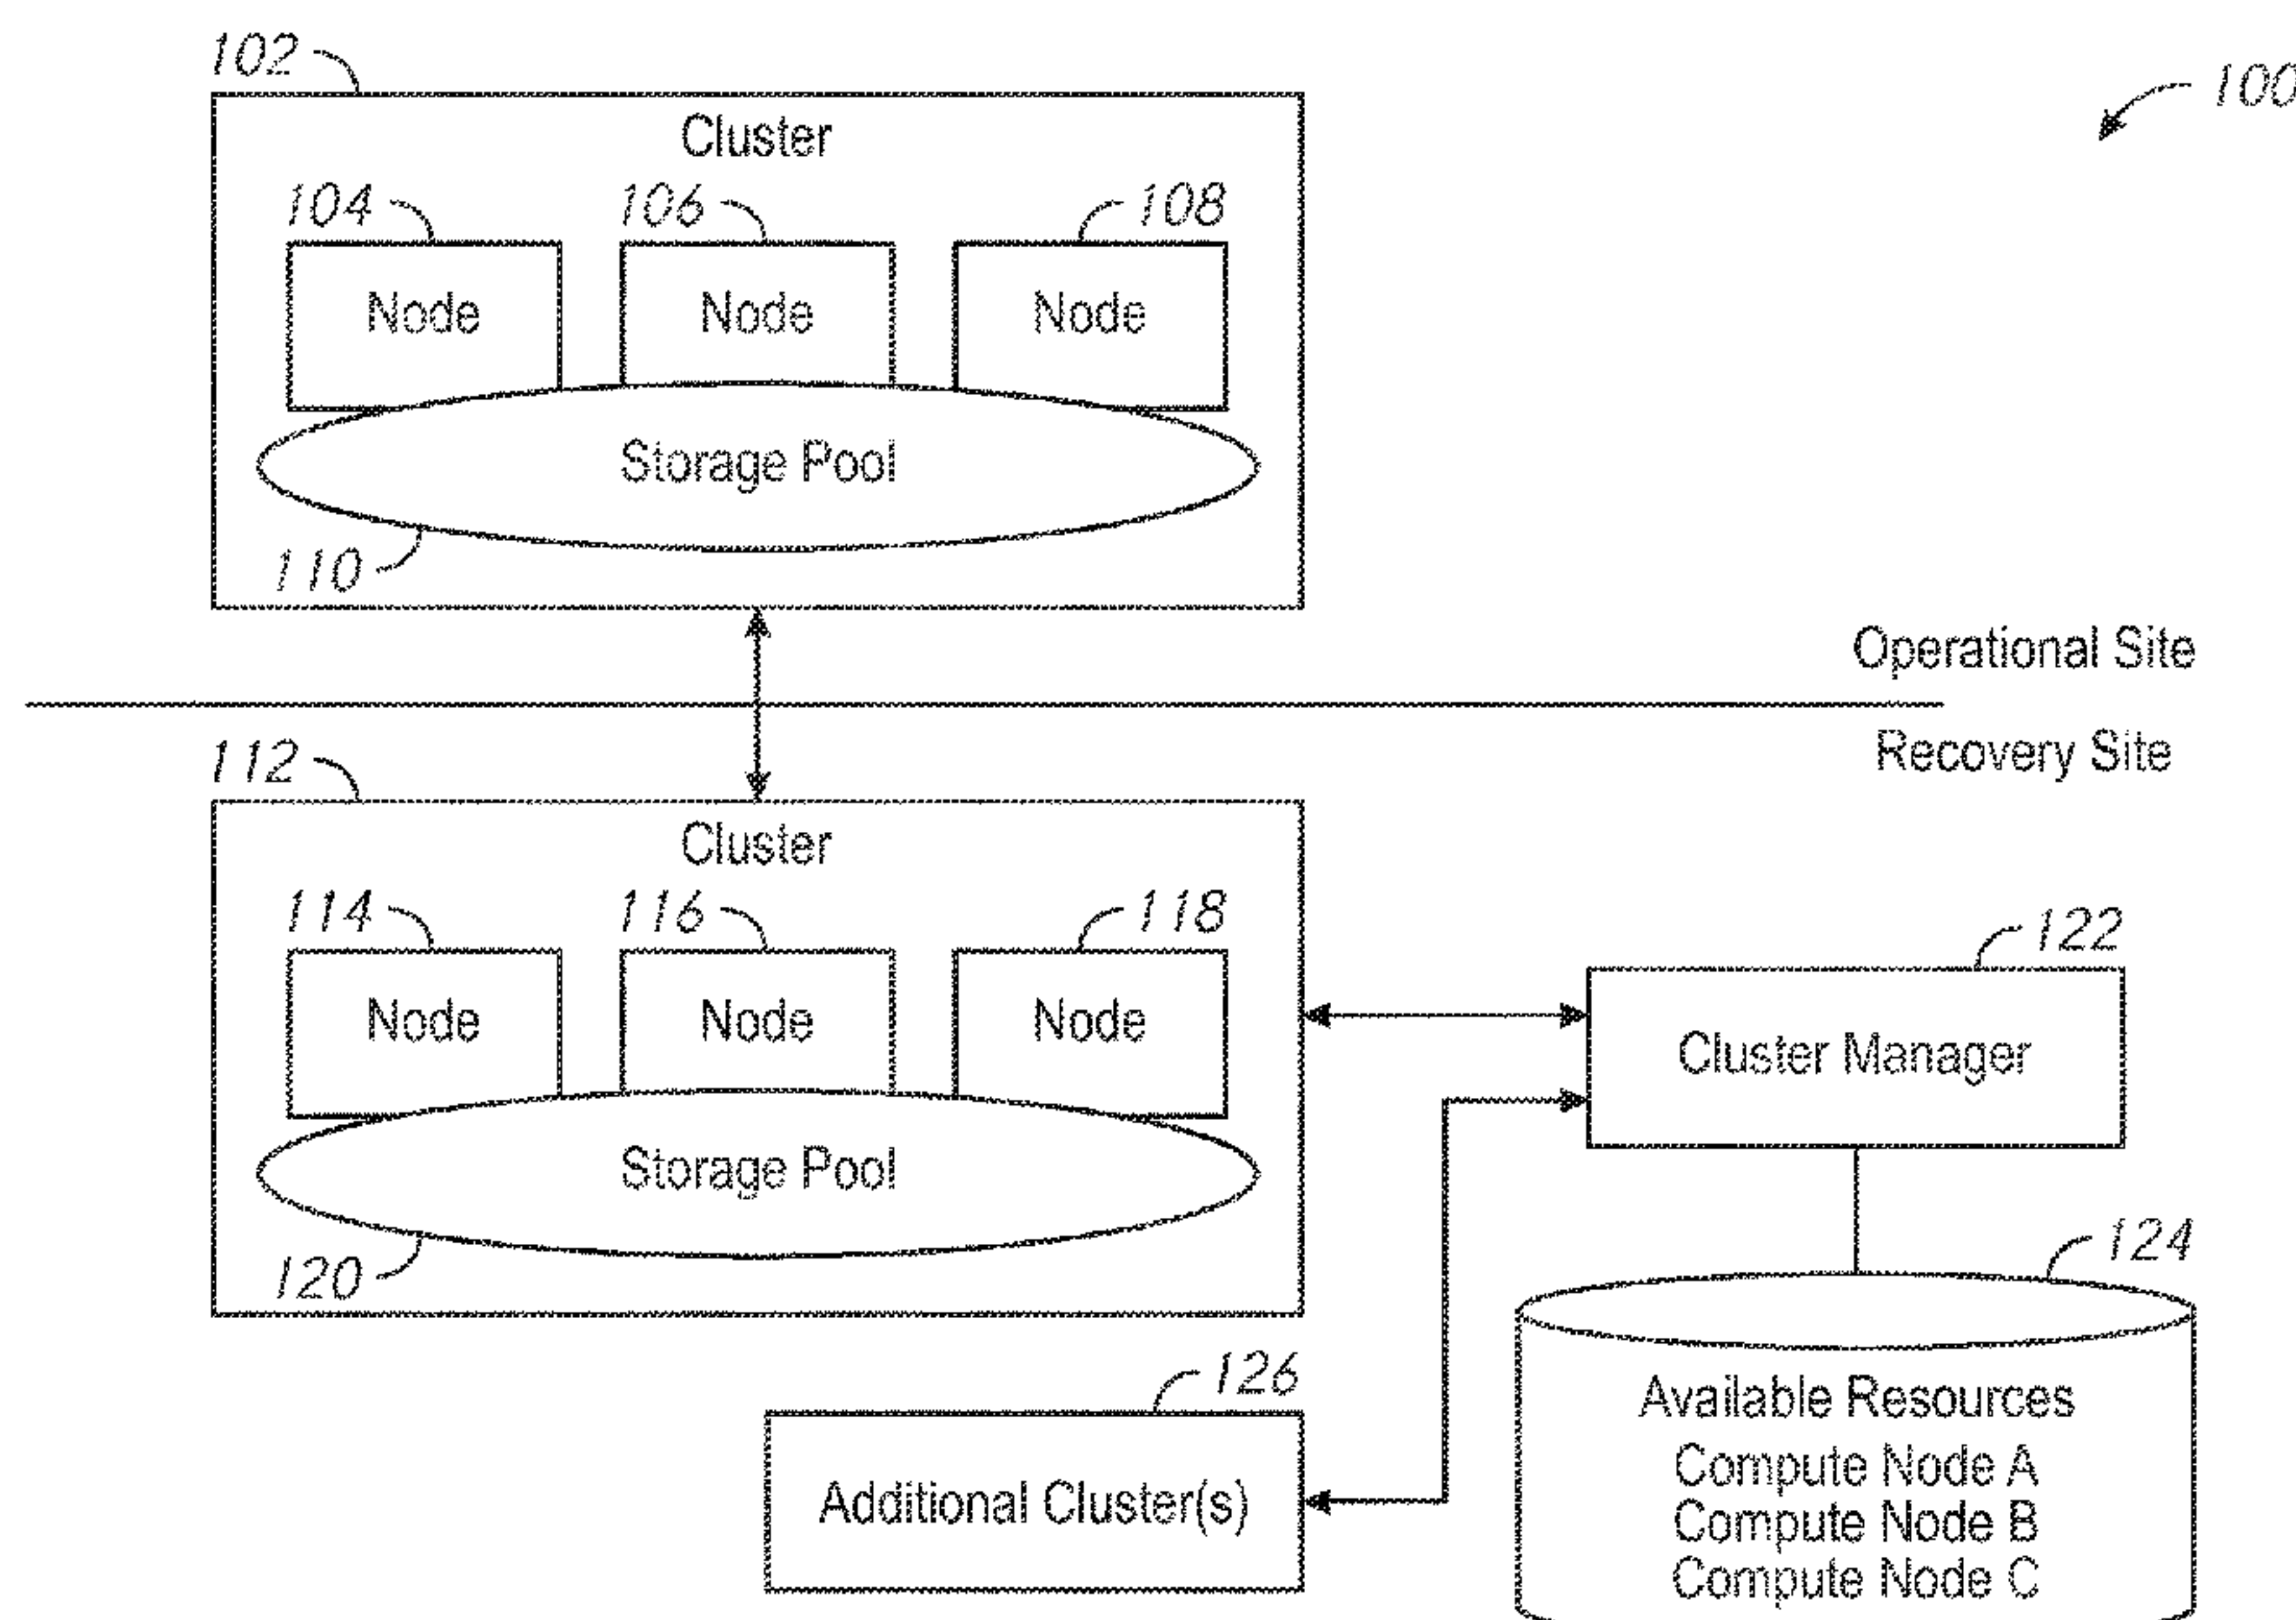 102
100
Cluster
104
106
108
Node
Node
Node
Storage Pool
110
Operational Site
Recovery Site
112
Cluster
114
116
118
122
Node
Node
Node
Cluster Manager
Storage Pool
120
124
126
Available Resources
Additional Cluster(s)
Compute Node A
Compute Node B
Compute Node C